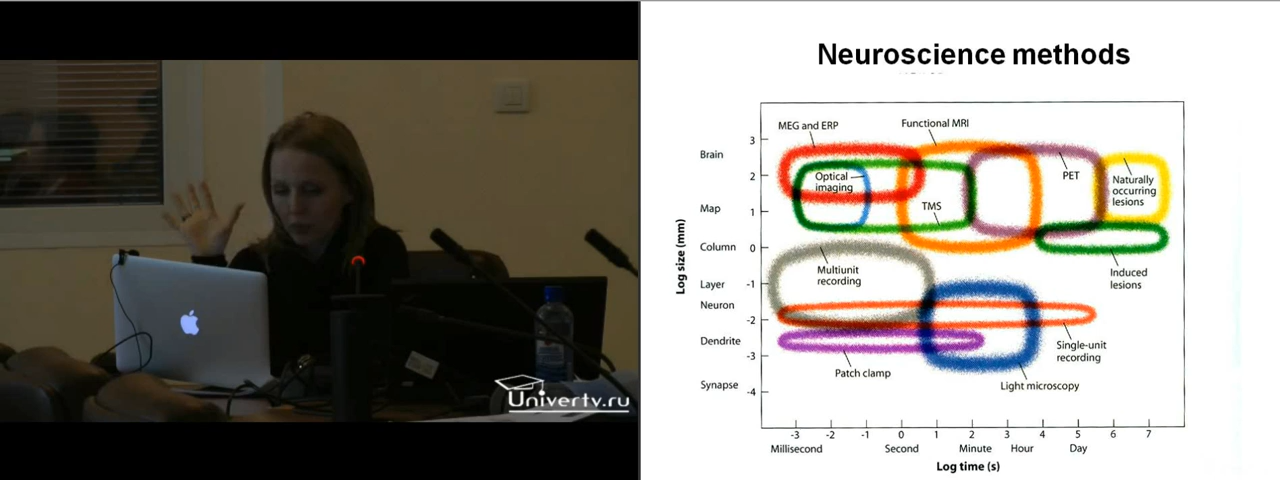 Univertv.ru
Neuroscience methods
MEG and ERP
Functional MRI
Optical
imaging
TMS
PET
Naturally
occurring
lesions
Multiunit
recording
Induced
lesions
Single-unit
recording
Patch clamp
Light microscopy
Log size (mm)
Brain
Map
Column
Layer
Neuron
Dendrite
Synapse
3
2
1
0
-1
-2
-3
-4
-3 -2 -1 0 1 2 3 4 5 6 7
Millisecond Second Minute Hour Day
Log time (s)